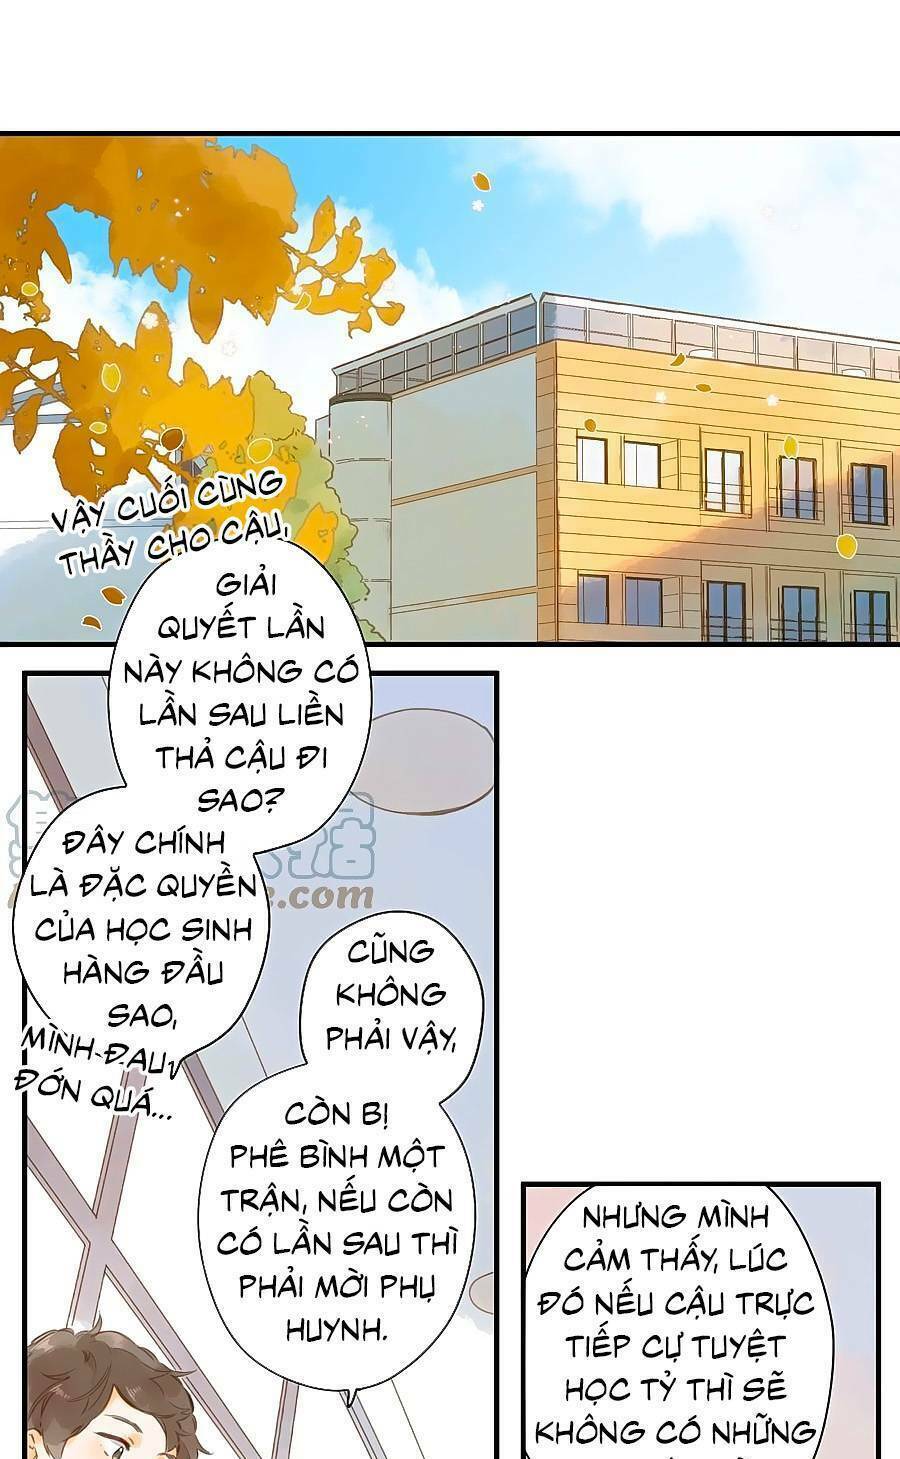 VẬY CUỐI CÙNG
THẦY CHO CẬU,
GIẢI
QUYẾT LẦN
NÀY KHÔNG CÓ
LẦN SAU LIỀN
THẢ CẬU ĐI
SAO?
ĐÂY CHÍNH
LÀ ĐẶC QUYỀN
CỦA HỌC SINH
HÀNG ĐẦU
SAO,
MÌNH ĐAU
ĐỚN QUÁ...
CŨNG
KHÔNG
PHẢI VẬY,
CÒN BỊ
PHÊ BÌNH MỘT
TRẬN, NẾU CÒN
CÓ LẦN SAU THÌ
PHẢI MỜI PHỤ
HUYNH.
NHƯNG MÌNH
CẢM THẤY, LÚC
ĐÓ NẾU CẬU TRỰC
TIẾP CỰ TUYỆT
HỌC TỶ THÌ SẼ
KHÔNG CÓ NHỮNG